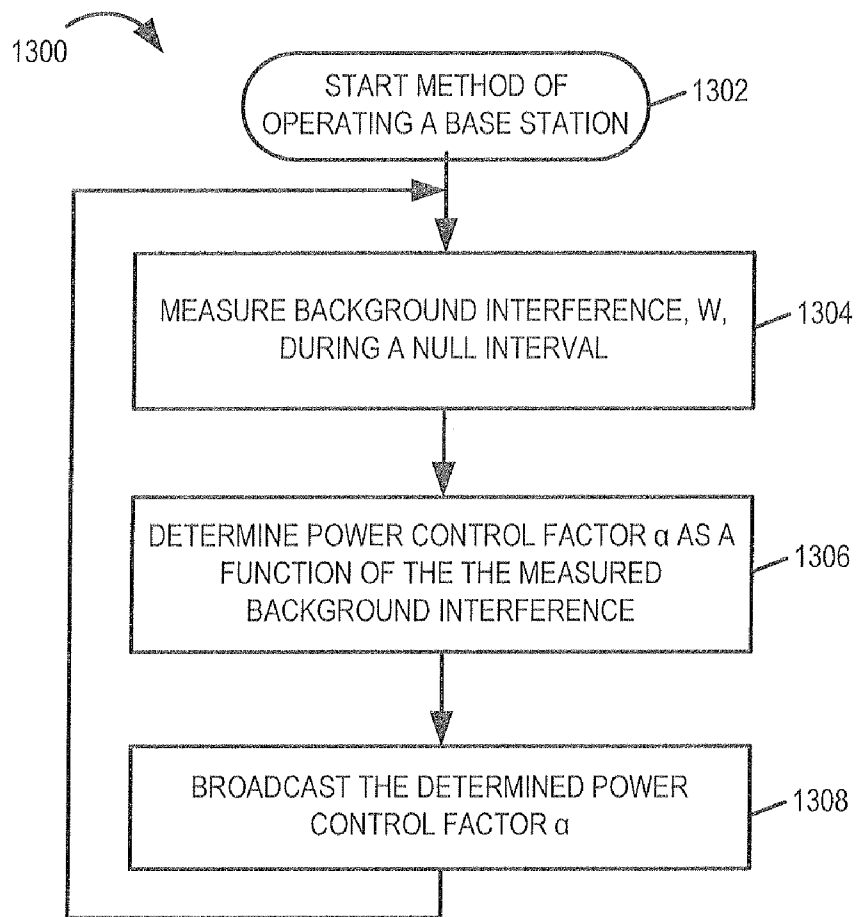 1300
START METHOD OF
OPERATING A BASE STATION
1302
MEASURE BACKGROUND INTERFERENCE, W,
DURING A NULL INTERVAL
1304
DETERMINE POWER CONTROL FACTOR α AS A
FUNCTION OF THE THE MEASURED
BACKGROUND INTERFERENCE
1306
BROADCAST THE DETERMINED POWER
CONTROL FACTOR α
1308